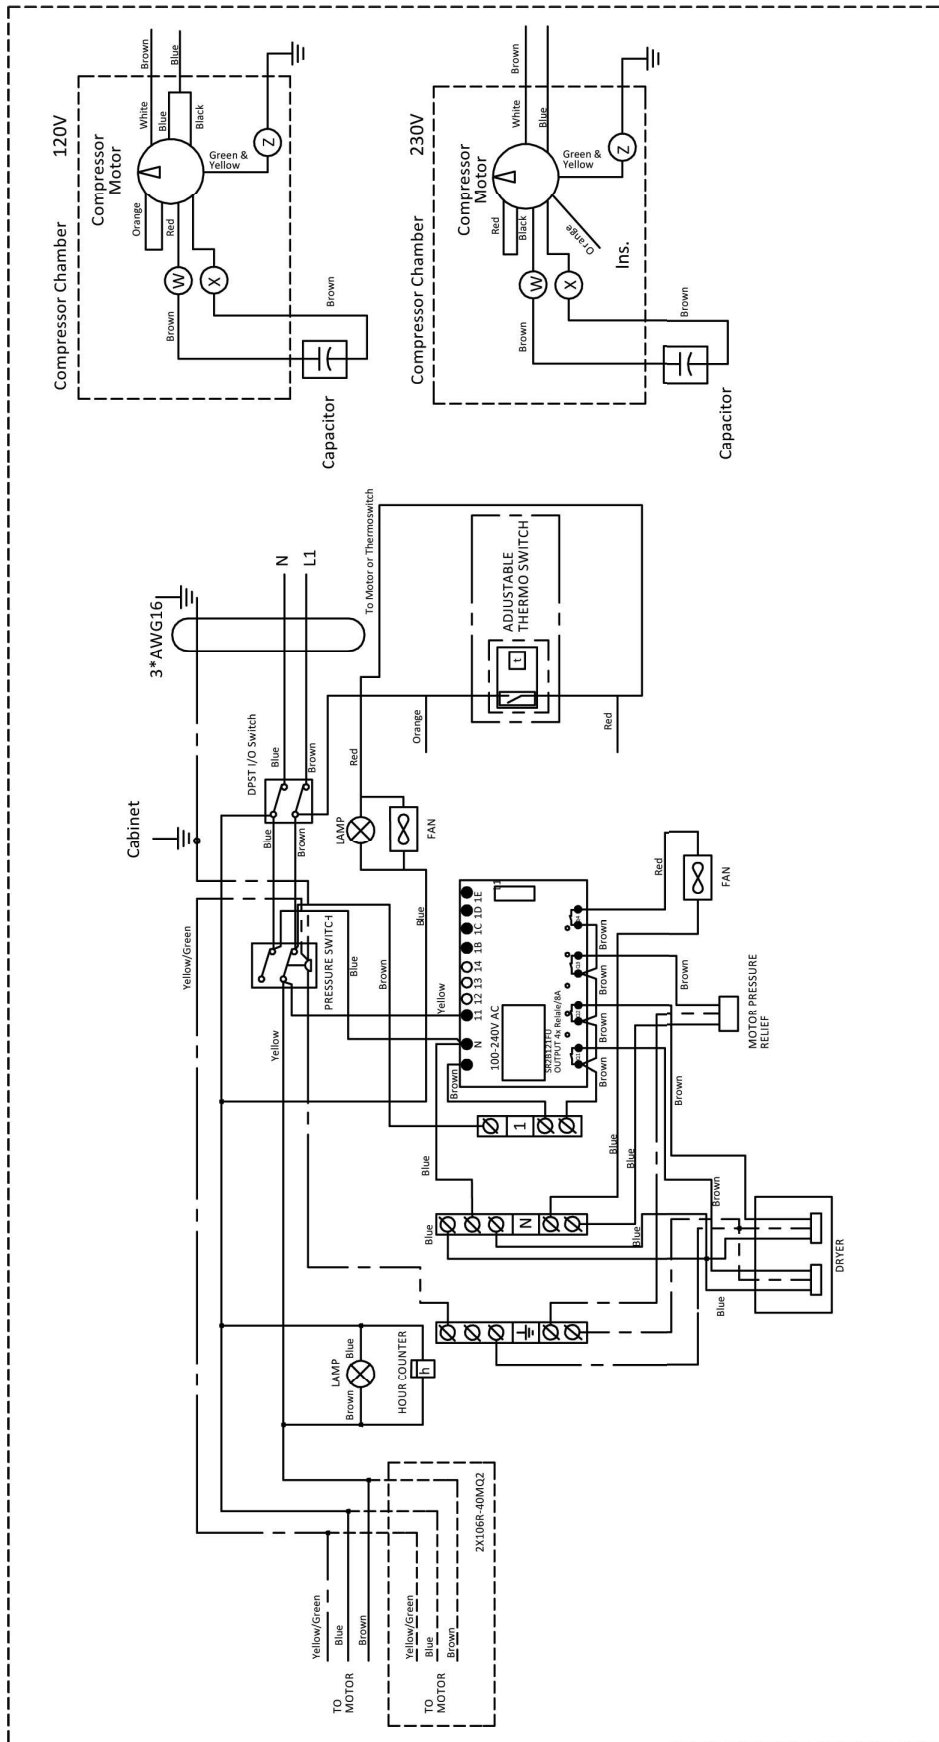 120V
Compressor Chamber
Compressor
Motor
Brown
Blue
White
Blue
Black
Green &
Yellow
Z
Orange
Red
W
X
Brown
Brown
Capacitor
230V
Compressor Chamber
Compressor
Motor
Brown
White
Blue
Green &
Yellow
Z
Red
Black
Orange
Ins.
W
X
Brown
Brown
Capacitor
3*AWG16
N
L1
To Motor or Thermoswitch
ADJUSTABLE
THERMO SWITCH
t
Orange
Red
Cabinet
DPST I/O Switch
Blue
Brown
Blue
Brown
Red
LAMP
FAN
Blue
Yellow/Green
PRESSURE SWITCH
Blue
Brown
Yellow
Yellow
N
11
12
13
14
1B
1C
1D
1E
100-240V AC
SR2B121FU
OUTPUT 4x Relale/8A
Brown
Brown
Brown
Brown
Brown
Red
FAN
MOTOR PRESSURE
RELIEF
1
Blue
Blue
Blue
Brown
Brown
Blue
N
Blue
Blue
DRYER
LAMP
Blue
Brown
HOUR COUNTER
h
2X106R-40MQ2
Yellow/Green
Blue
Brown
TO
MOTOR
Yellow/Green
Blue
Brown
TO
MOTOR